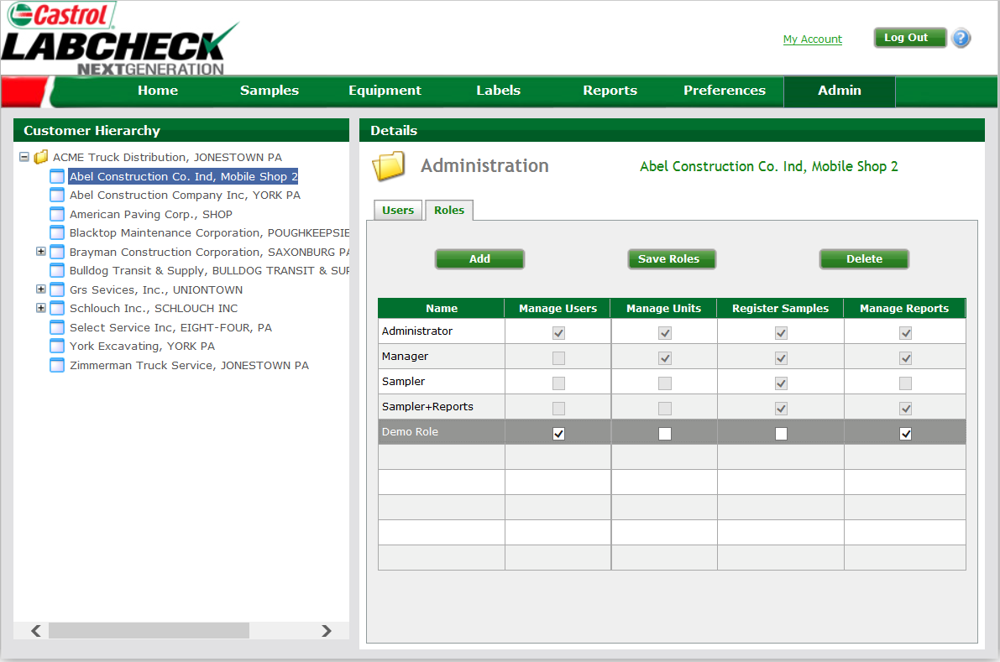 Castrol
LABCHECK
NEXTGENERATION
My Account
Log Out
?
Home Samples Equipment Labels Reports Preferences Admin
Customer Hierarchy
ACME Truck Distribution, JONESTOWN PA
Abel Construction Co. Ind, Mobile Shop 2
Abel Construction Company Inc, YORK PA
American Paving Corp., SHOP
Blacktop Maintenance Corporation, POUGHKEEPSIE
Brayman Construction Corporation, SAXONBURG PA
Bulldog Transit & Supply, BULLDOG TRANSIT & SUP
Grs Sevices, Inc., UNIONTOWN
Schlouch Inc., SCHLOUCH INC
Select Service Inc, EIGHT-FOUR, PA
York Excavating, YORK PA
Zimmerman Truck Service, JONESTOWN PA
Details
Administration
Abel Construction Co. Ind, Mobile Shop 2
Users Roles
Add Save Roles Delete
Name Manage Users Manage Units Register Samples Manage Reports
Administrator
Manager
Sampler
Sampler+Reports
Demo Role